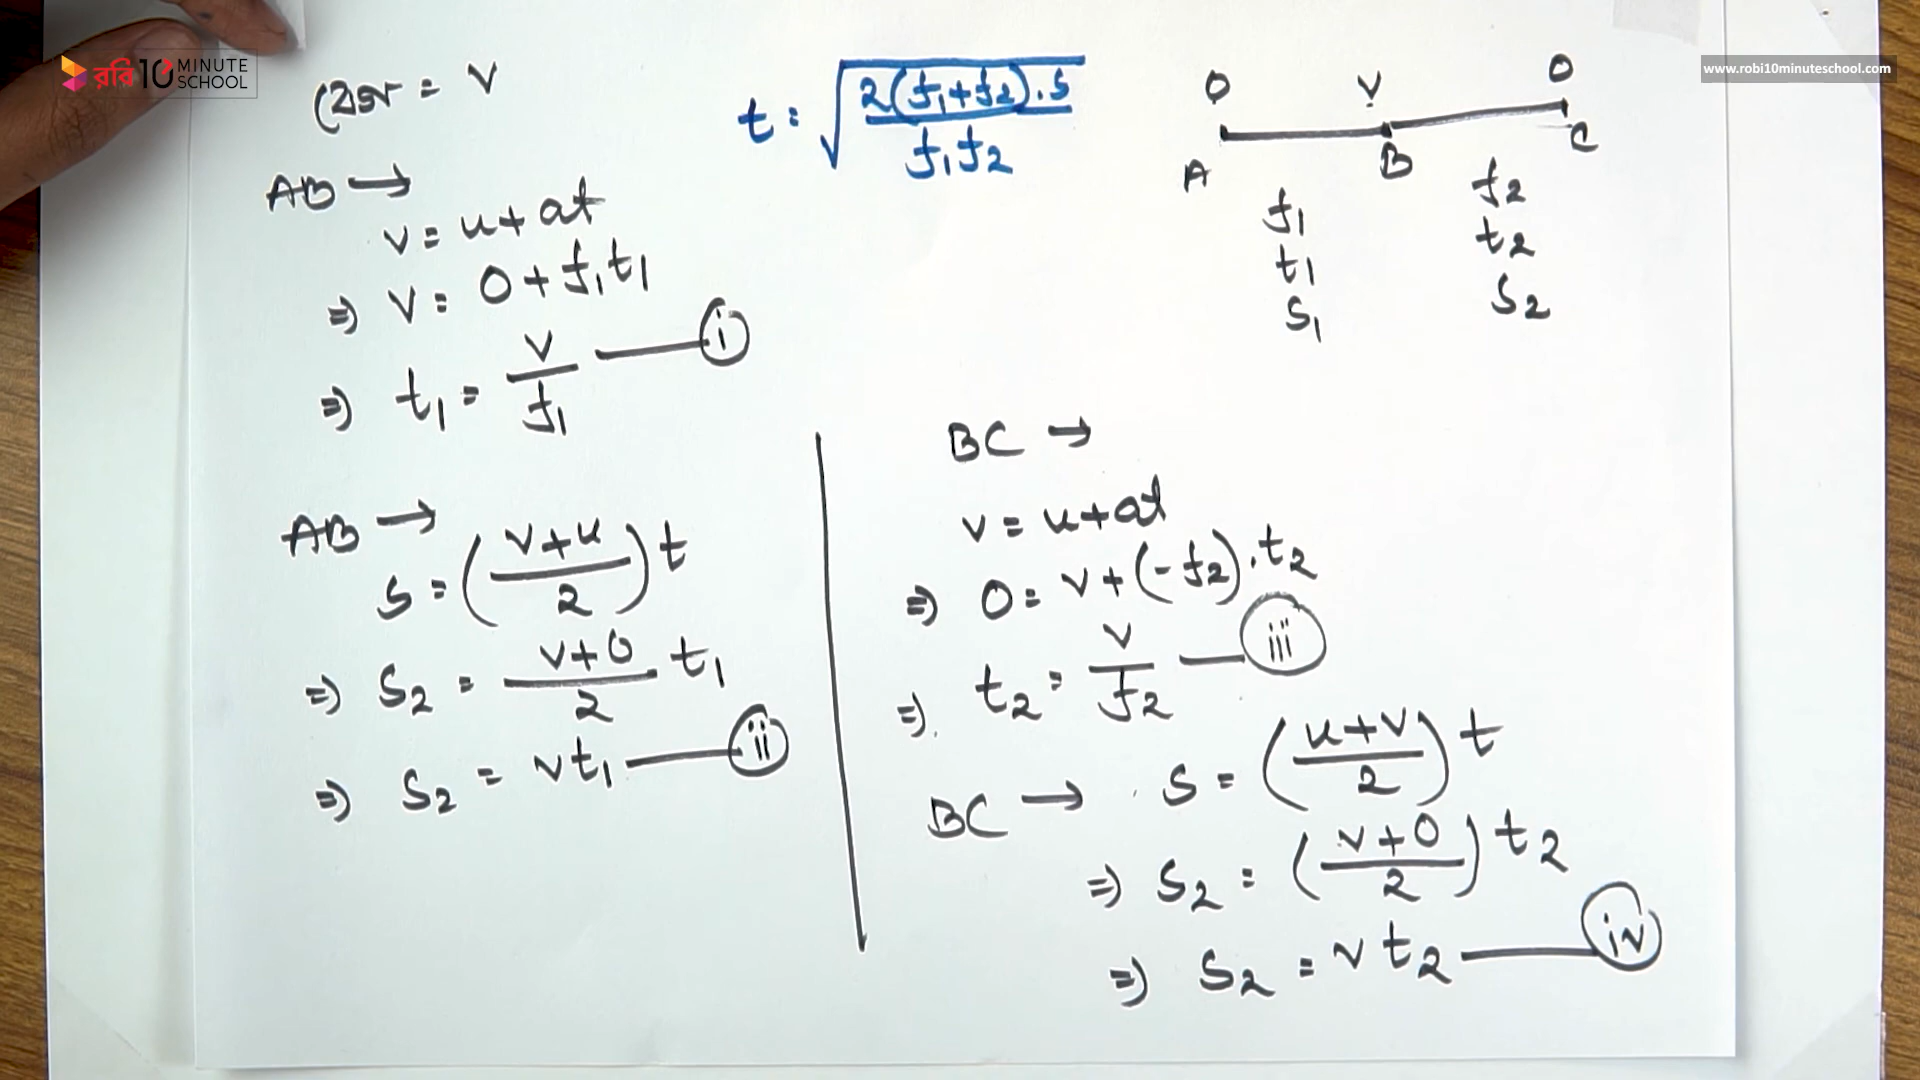 রবি 10 MINUTE SCHOOL
www.robi10minuteschool.com
বেগ = v
t = √(2(f₁+f₂).s / f₁f₂)
O v O
A B C
f₁ f₂
t₁ t₂
S₁ S₂
AB →
v = u + at
⇒ v = 0 + f₁t₁
⇒ t₁ = v/f₁ —— i
AB →
s = ((v+u)/2) t
⇒ S₂ = (v+0)/2 t₁
⇒ S₂ = vt₁ —— ii
BC →
v = u + at
⇒ 0 = v + (-f₂).t₂
⇒ t₂ = v/f₂ —— iii
BC → s = ((u+v)/2) t
⇒ S₂ = ((v+0)/2) t₂
⇒ S₂ = v t₂ —— iv